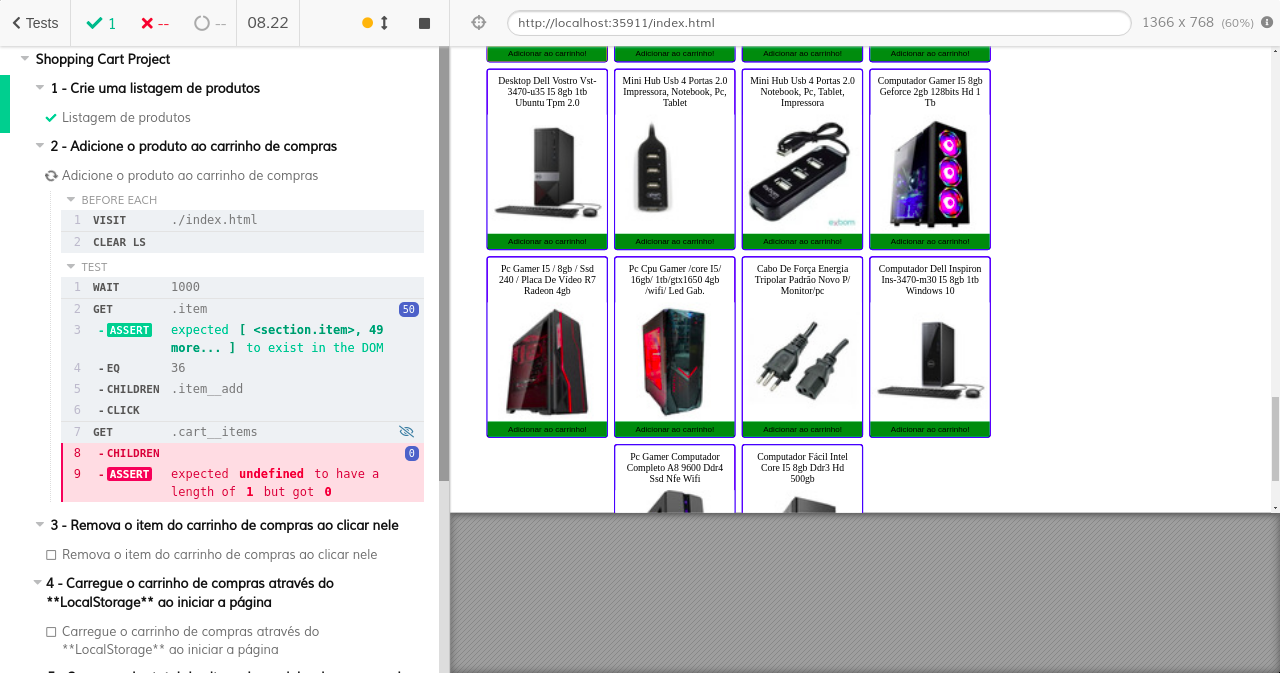 Tests
1
--
--
08.22
http://localhost:35911/index.html
1366 x 768 (60%)
Shopping Cart Project
1 - Crie uma listagem de produtos
Listagem de produtos
2 - Adicione o produto ao carrinho de compras
Adicione o produto ao carrinho de compras
BEFORE EACH
1 VISIT ./index.html
2 CLEAR LS
TEST
1 WAIT 1000
2 GET .item 50
3 - ASSERT expected [ <section.item>, 49
more... ] to exist in the DOM
4 - EQ 36
5 - CHILDREN .item__add
6 - CLICK
7 GET .cart__items
8 - CHILDREN 0
9 - ASSERT expected undefined to have a
length of 1 but got 0
3 - Remova o item do carrinho de compras ao clicar nele
Remova o item do carrinho de compras ao clicar nele
4 - Carregue o carrinho de compras através do
**LocalStorage** ao iniciar a página
Carregue o carrinho de compras através do
**LocalStorage** ao iniciar a página
Adicionar ao carrinho!
Adicionar ao carrinho!
Adicionar ao carrinho!
Adicionar ao carrinho!
Desktop Dell Vostro Vst-
3470-u35 I5 8gb 1tb
Ubuntu Tpm 2.0
Adicionar ao carrinho!
Mini Hub Usb 4 Portas 2.0
Impressora, Notebook, Pc,
Tablet
Adicionar ao carrinho!
Mini Hub Usb 4 Portas 2.0
Notebook, Pc, Tablet,
Impressora
exbom
Adicionar ao carrinho!
Computador Gamer I5 8gb
Geforce 2gb 128bits Hd 1
Tb
Adicionar ao carrinho!
Pc Gamer I5 / 8gb / Ssd
240 / Placa De Vídeo R7
Radeon 4gb
Adicionar ao carrinho!
Pc Cpu Gamer /core I5/
16gb/ 1tb/gtx1650 4gb
/wifi/ Led Gab.
Adicionar ao carrinho!
Cabo De Força Energia
Tripolar Padrão Novo P/
Monitor/pc
Adicionar ao carrinho!
Computador Dell Inspiron
Ins-3470-m30 I5 8gb 1tb
Windows 10
Adicionar ao carrinho!
Pc Gamer Computador
Completo A8 9600 Ddr4
Ssd Nfe Wifi
Computador Fácil Intel
Core I5 8gb Ddr3 Hd
500gb